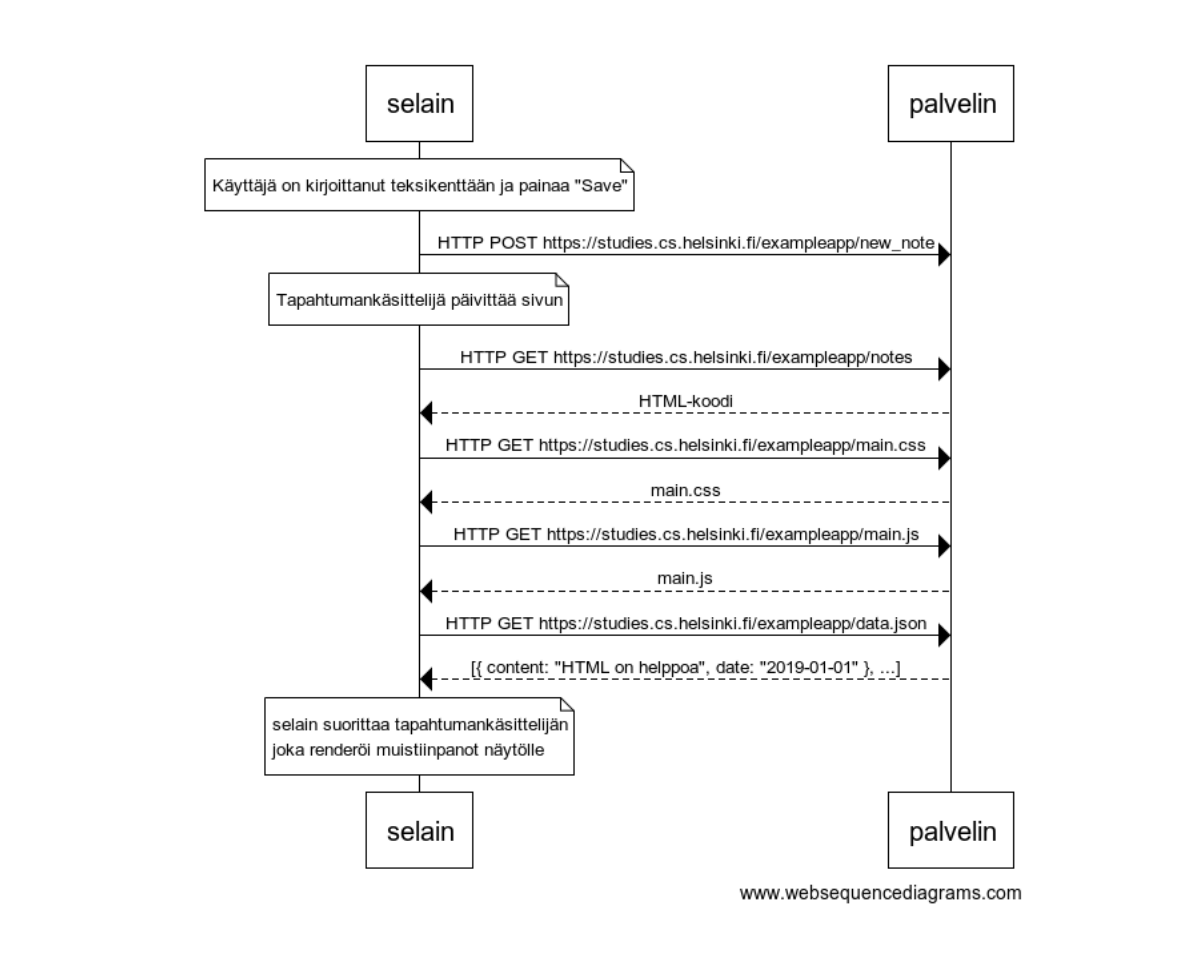 selain
palvelin
Käyttäjä on kirjoittanut teksikenttään ja painaa "Save"
HTTP POST https://studies.cs.helsinki.fi/exampleapp/new_note
Tapahtumankäsittelijä päivittää sivun
HTTP GET https://studies.cs.helsinki.fi/exampleapp/notes
HTML-koodi
HTTP GET https://studies.cs.helsinki.fi/exampleapp/main.css
main.css
HTTP GET https://studies.cs.helsinki.fi/exampleapp/main.js
main.js
HTTP GET https://studies.cs.helsinki.fi/exampleapp/data.json
[{ content: "HTML on helppoa", date: "2019-01-01" }, ...]
selain suorittaa tapahtumankäsittelijän
joka renderöi muistiinpanot näytölle
selain
palvelin
www.websequencediagrams.com